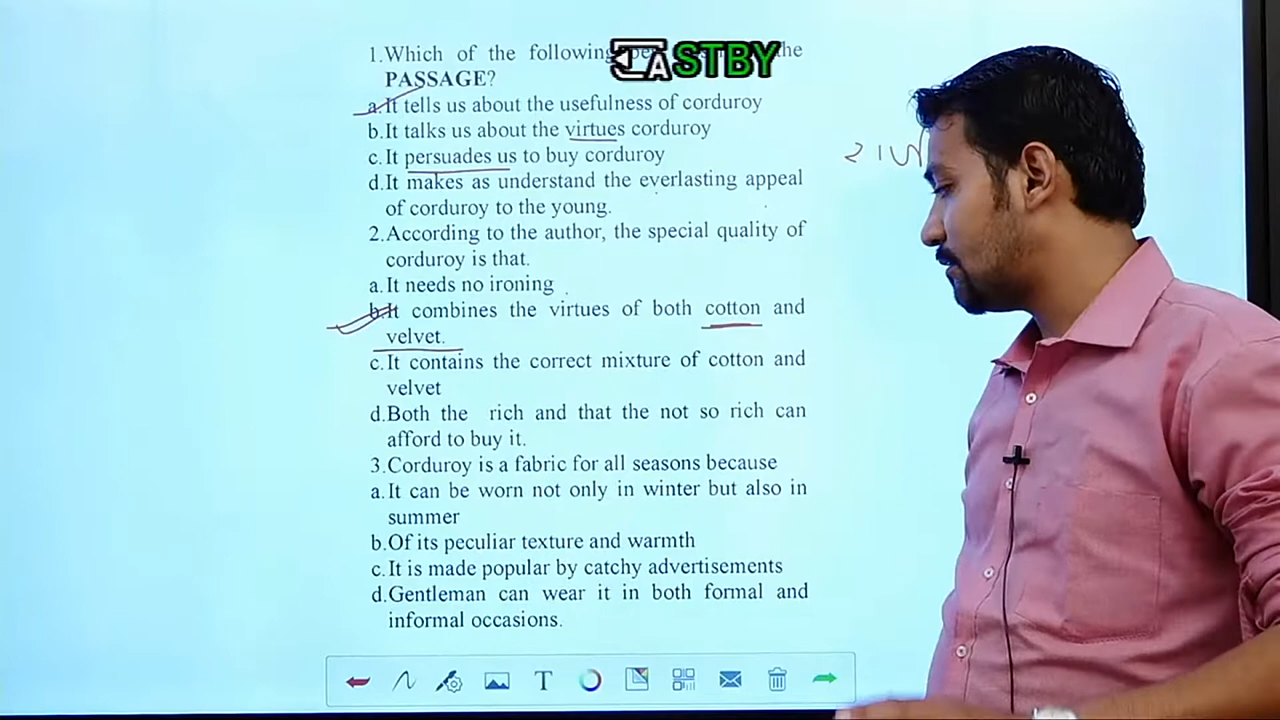 1.Which of the following the
PASSAGE?
a.It tells us about the usefulness of corduroy
b.It talks us about the virtues corduroy
c.It persuades us to buy corduroy
d.It makes as understand the everlasting appeal
of corduroy to the young.
2.According to the author, the special quality of
corduroy is that.
a.It needs no ironing
b.It combines the virtues of both cotton and
velvet.
c.It contains the correct mixture of cotton and
velvet
d.Both the rich and that the not so rich can
afford to buy it.
3.Corduroy is a fabric for all seasons because
a.It can be worn not only in winter but also in
summer
b.Of its peculiar texture and warmth
c.It is made popular by catchy advertisements
d.Gentleman can wear it in both formal and
informal occasions.
ASTBY
T